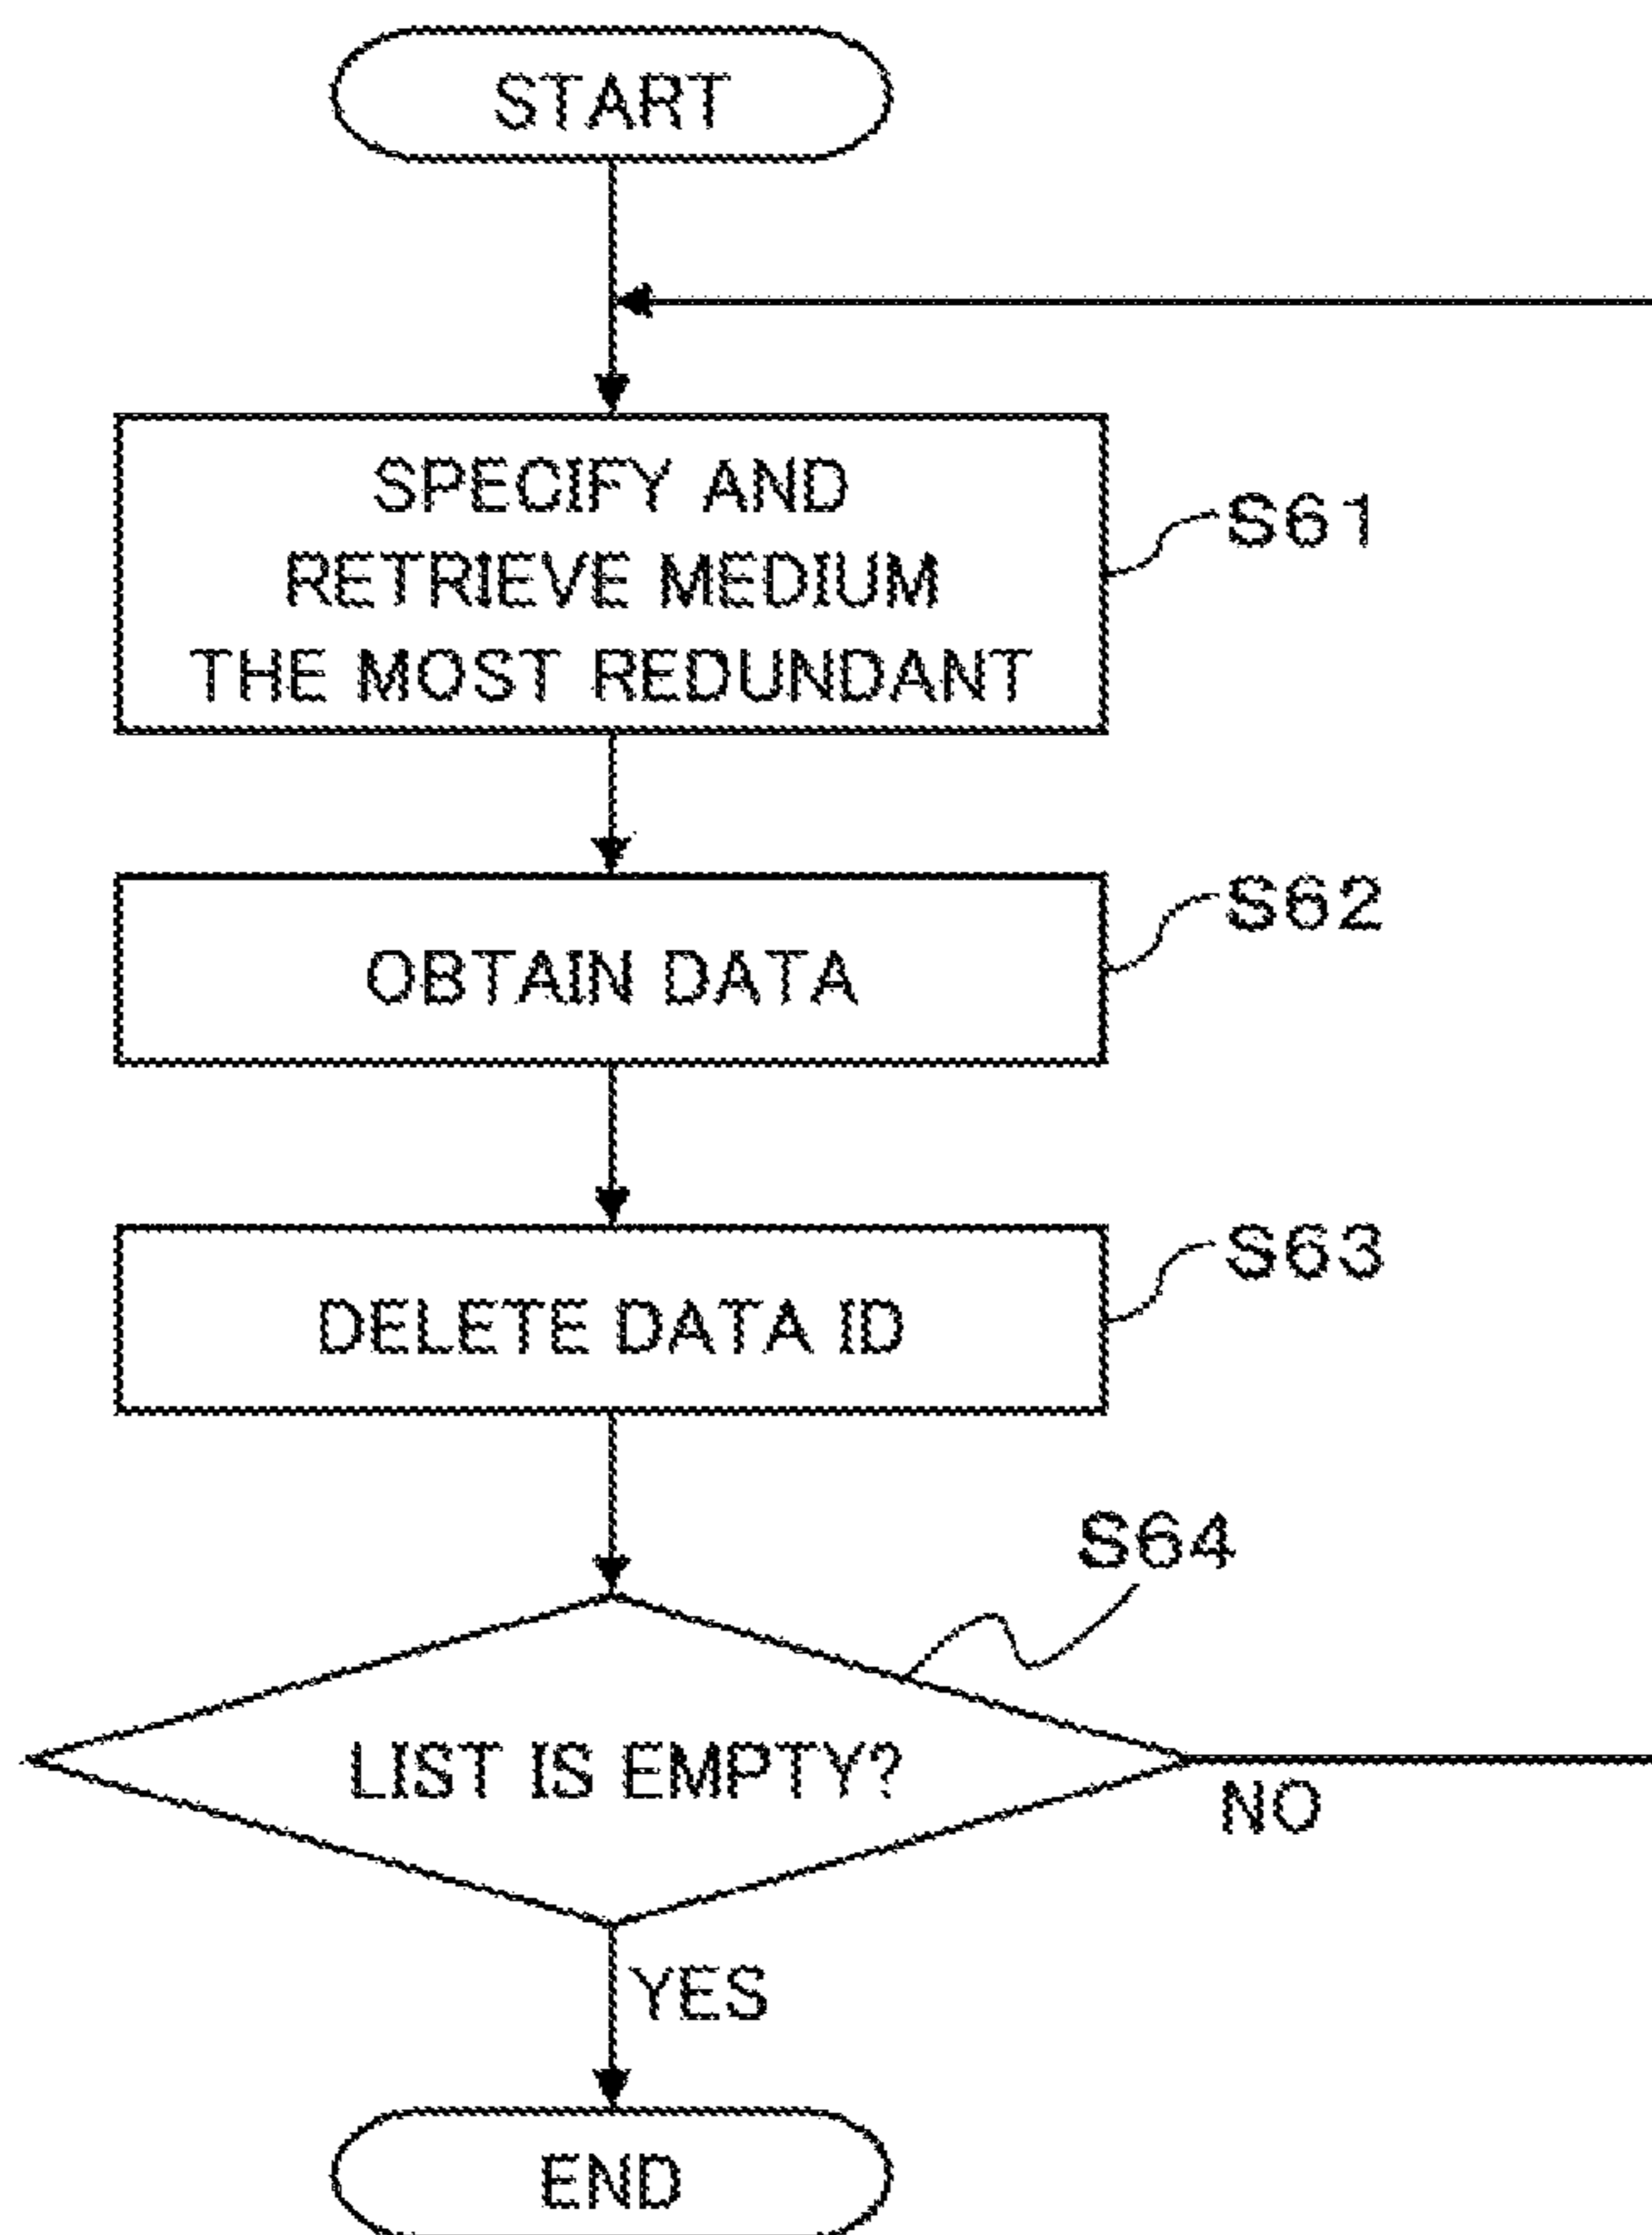 START
SPECIFY AND
RETRIEVE MEDIUM
THE MOST REDUNDANT
S61
OBTAIN DATA
S62
DELETE DATA ID
S63
S64
LIST IS EMPTY?
NO
YES
END